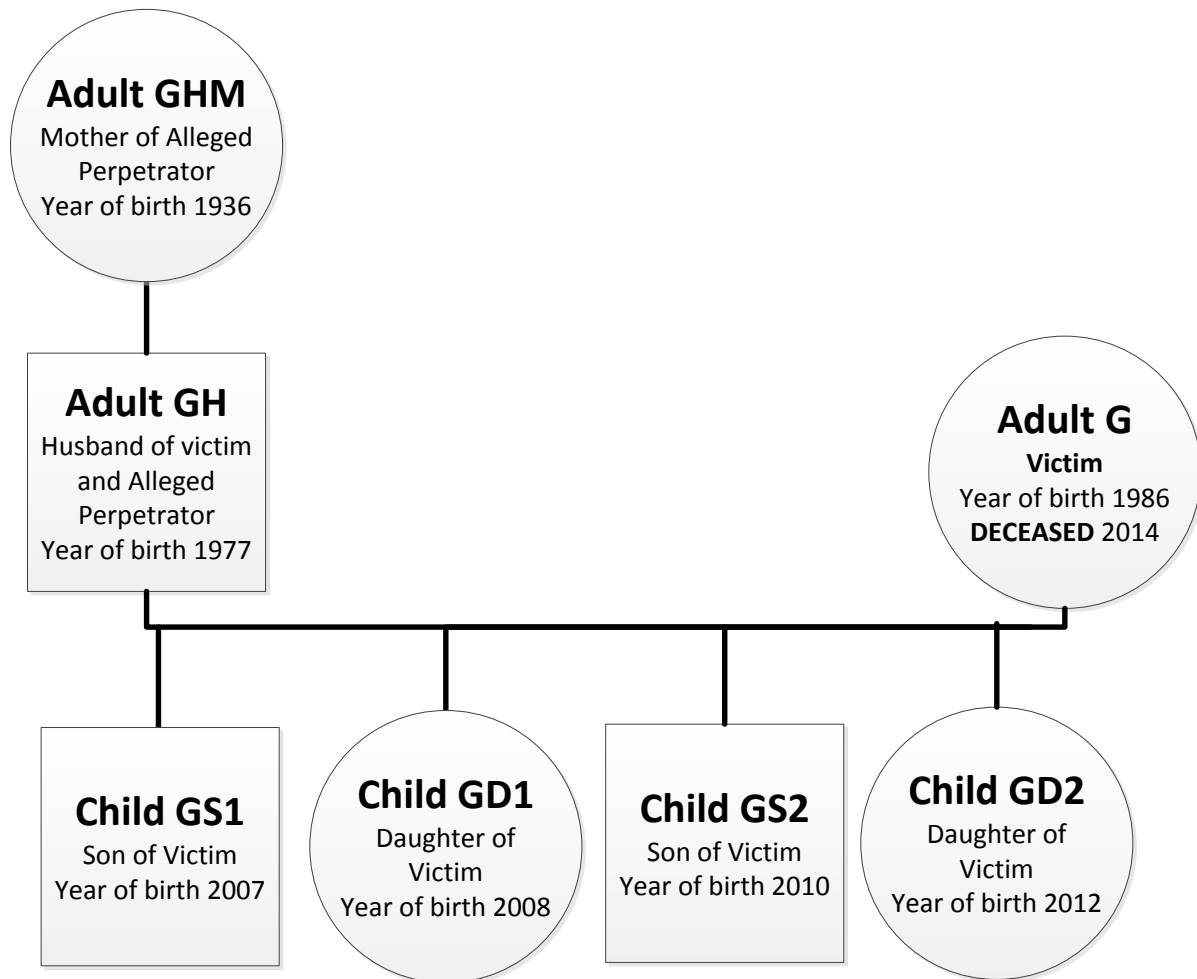 Adult GHM
Mother of Alleged
Perpetrator
Year of birth 1936
Adult GH
Husband of victim
and Alleged
Perpetrator
Year of birth 1977
Adult G
Victim
Year of birth 1986
DECEASED 2014
Child GS1
Son of Victim
Year of birth 2007
Child GD1
Daughter of
Victim
Year of birth 2008
Child GS2
Son of Victim
Year of birth 2010
Child GD2
Daughter of
Victim
Year of birth 2012